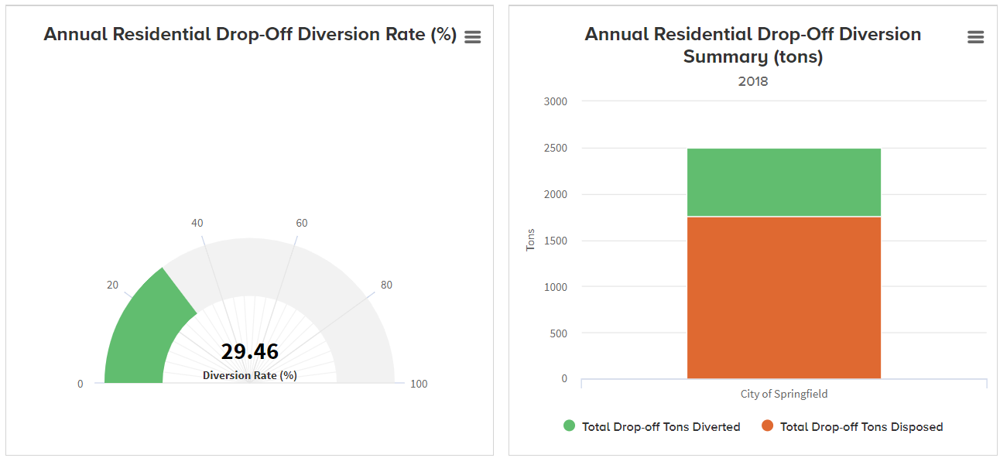 Annual Residential Drop-Off Diversion Rate (%)
40
60
20
80
29.46
Diversion Rate (%)
0
100
Annual Residential Drop-Off Diversion
Summary (tons)
2018
3000
2500
2000
1500
1000
500
0
Tons
City of Springfield
Total Drop-off Tons Diverted
Total Drop-off Tons Disposed